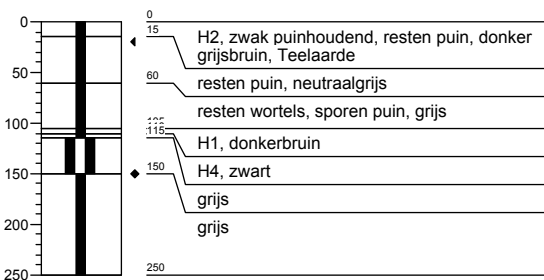 0
50
100
150
200
250
0
15
H2, zwak puinhoudend, resten puin, donker
grijsbruin, Teelaarde
60
resten puin, neutraalgrijs
resten wortels, sporen puin, grijs
115
H1, donkerbruin
H4, zwart
150
grijs
grijs
250